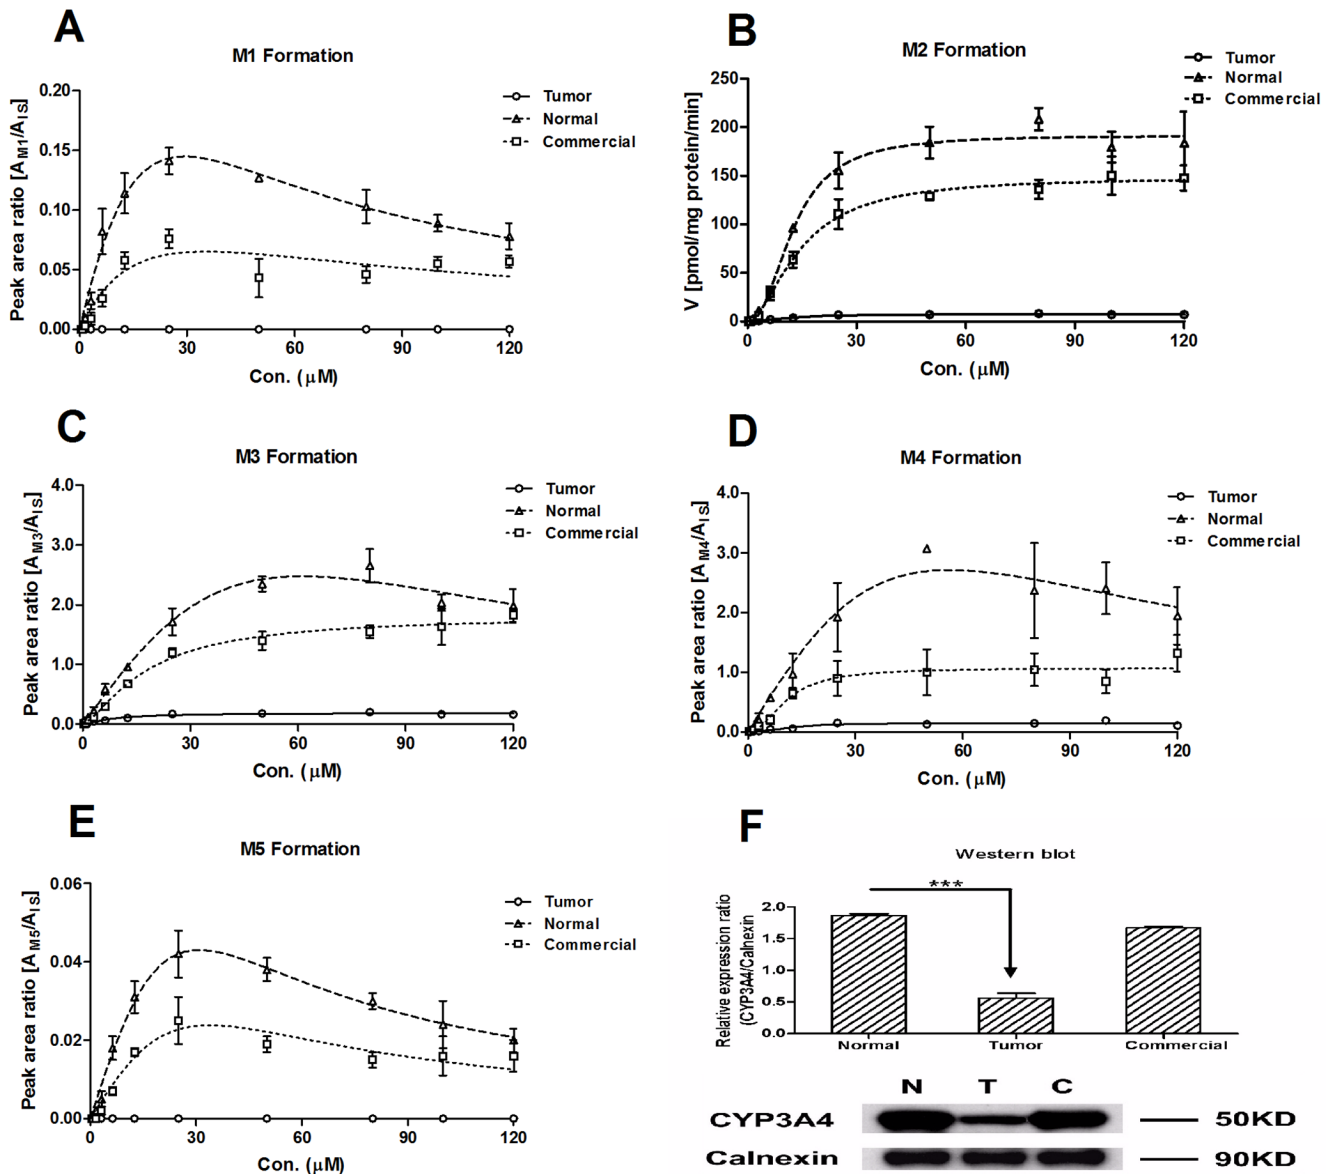 A
M1 Formation
Tumor
Normal
Commercial
0.20
0.15
0.10
0.05
0.00
Peak area ratio [AM1/AIS]
0 30 60 90 120
Con. (μM)
B
M2 Formation
Tumor
Normal
Commercial
250
200
150
100
50
0
V [pmol/mg protein/min]
0 30 60 90 120
Con. (μM)
C
M3 Formation
Tumor
Normal
Commercial
4.0
3.0
2.0
1.0
0.0
Peak area ratio [AM3/AIS]
0 30 60 90 120
Con. (μM)
D
M4 Formation
Tumor
Normal
Commercial
4.0
3.0
2.0
1.0
0.0
Peak area ratio [AM4/AIS]
0 30 60 90 120
Con. (μM)
E
M5 Formation
Tumor
Normal
Commercial
0.06
0.04
0.02
0.00
Peak area ratio [AM5/AIS]
0 30 60 90 120
Con. (μM)
F
Western blot
***
2.0
1.5
1.0
0.5
0.0
Relative expression ratio
(CYP3A4/Calnexin
Normal Tumor Commercial
N T C
CYP3A4 50KD
Calnexin 90KD